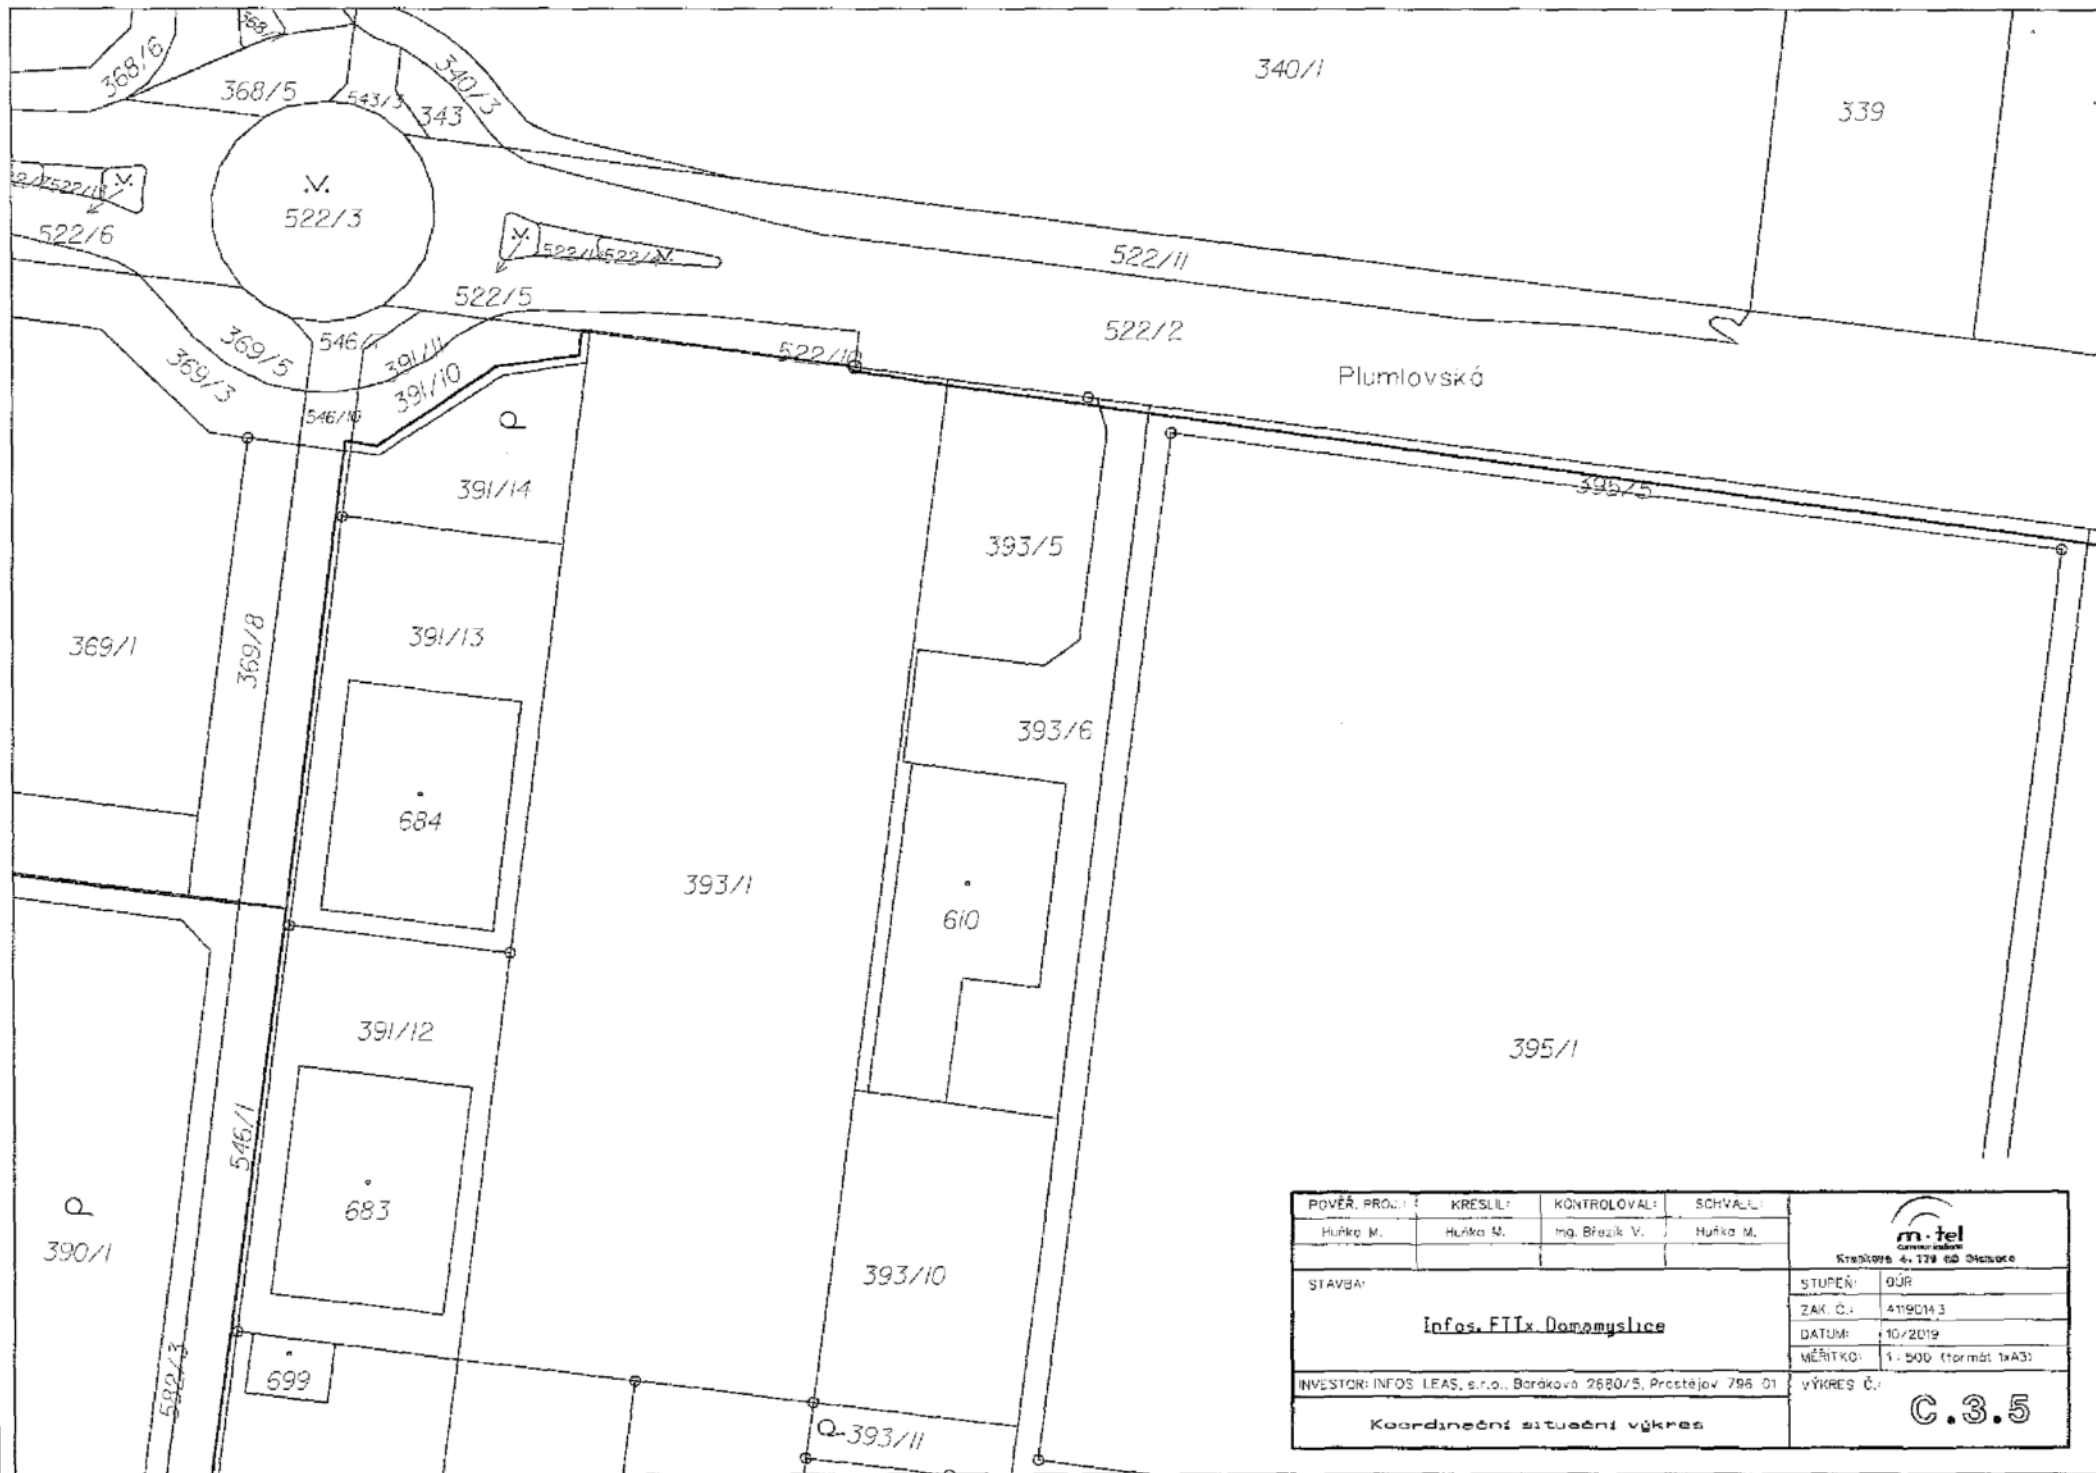 368/6
368/5
543/3
343
340/3
340/1
339
522/3
522/6
522/5
522/11
522/2
522/10
Plumlovská
369/5
369/3
391/11
391/10
546/10
391/14
395/5
393/5
391/13
369/1
369/8
393/6
684
393/1
610
391/12
395/1
546/1
683
390/1
393/10
582/3
699
393/11
POVĚŘ. PROJ.: KRESLIL: KONTROLOVAL: SCHVÁLIL:
Huňka M. Huňka M. Ing. Březík V. Huňka M.
m-tel
communications
STAVBA:
Infos, FTTx Domamyslice
STUPEŇ: DÚR
ZAK. Č.: 41190143
DATUM: 10/2019
MĚŘÍTKO: 1: 500 (formát 1xA3)
INVESTOR: INFOS LEAS, s.r.o., Barákova 2680/5, Prostějov 796 01
VÝKRES Č.:
C.3.5
Koordinační situační výkres